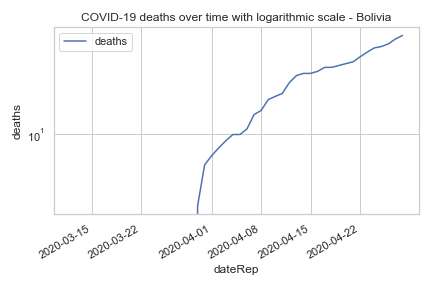 COVID-19 deaths over time with logarithmic scale - Bolivia
deaths
deaths
10¹
2020-03-15
2020-03-22
2020-04-01
2020-04-08
2020-04-15
2020-04-22
dateRep